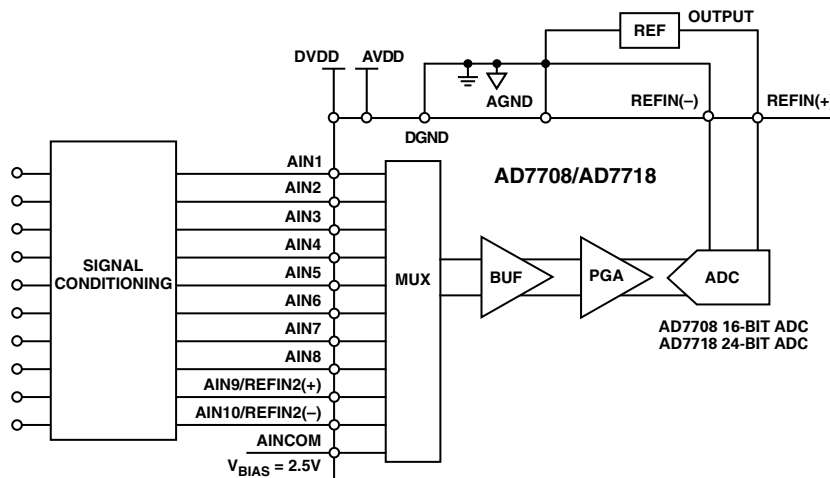 OUTPUT
REF
DVDD
AVDD
AGND
REFIN(–)
REFIN(+)
DGND
AIN1
AIN2
AIN3
AIN4
AIN5
AIN6
AIN7
AIN8
AIN9/REFIN2(+)
AIN10/REFIN2(–)
AINCOM
VBIAS = 2.5V
SIGNAL
CONDITIONING
MUX
AD7708/AD7718
BUF
PGA
ADC
AD7708 16-BIT ADC
AD7718 24-BIT ADC